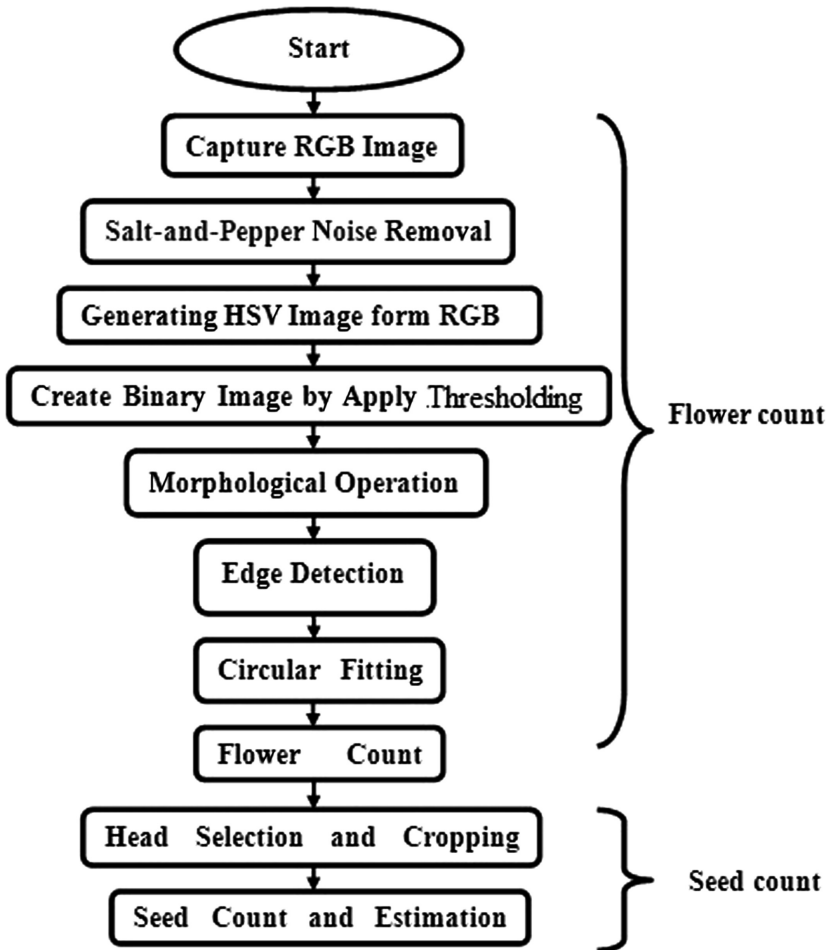 Start
Capture RGB Image
Salt-and-Pepper Noise Removal
Generating HSV Image form RGB
Create Binary Image by Apply .Thresholding
Morphological Operation
Edge Detection
Circular Fitting
Flower Count
Flower count
Head Selection and Cropping
Seed Count and Estimation
Seed count